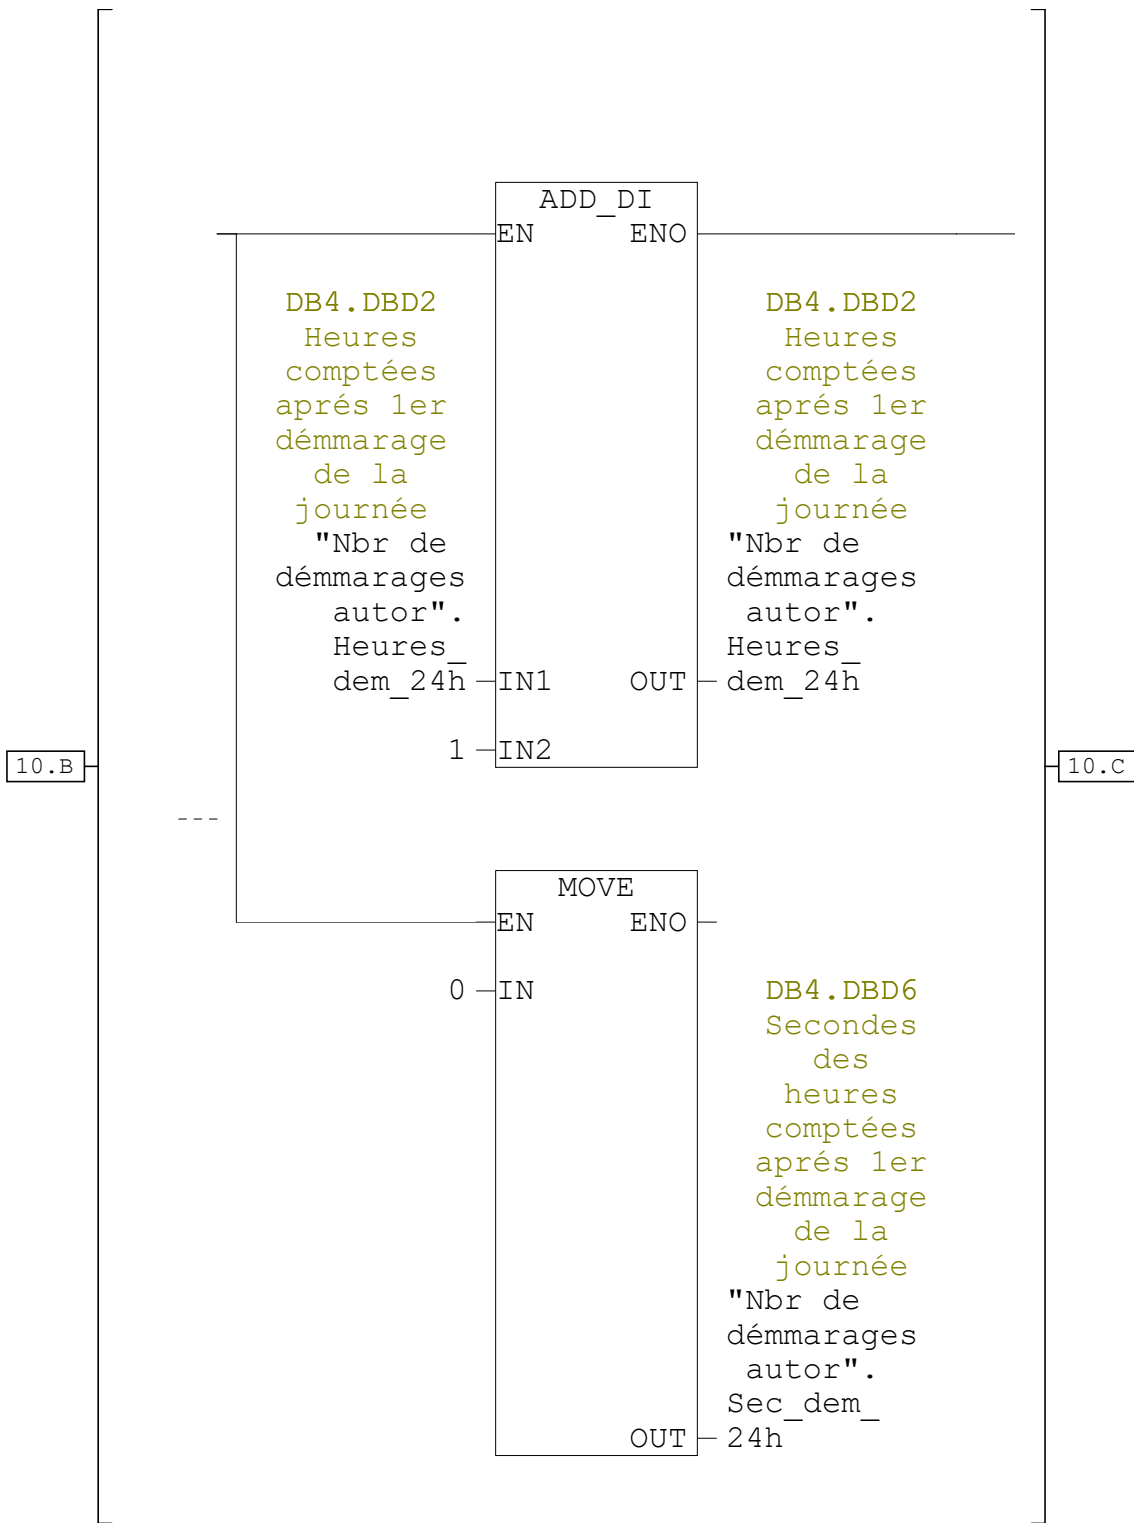 ADD_DI
EN ENO
DB4.DBD2
Heures
comptées
aprés 1er
démmarage
de la
journée
"Nbr de
démmarages
autor".
Heures_
dem_24h
IN1
DB4.DBD2
Heures
comptées
aprés 1er
démmarage
de la
journée
"Nbr de
démmarages
autor".
Heures_
dem_24h
OUT
1 IN2
10.B
10.C
---
MOVE
EN ENO
0 IN
DB4.DBD6
Secondes
des
heures
comptées
aprés 1er
démmarage
de la
journée
"Nbr de
démmarages
autor".
Sec_dem_
OUT 24h